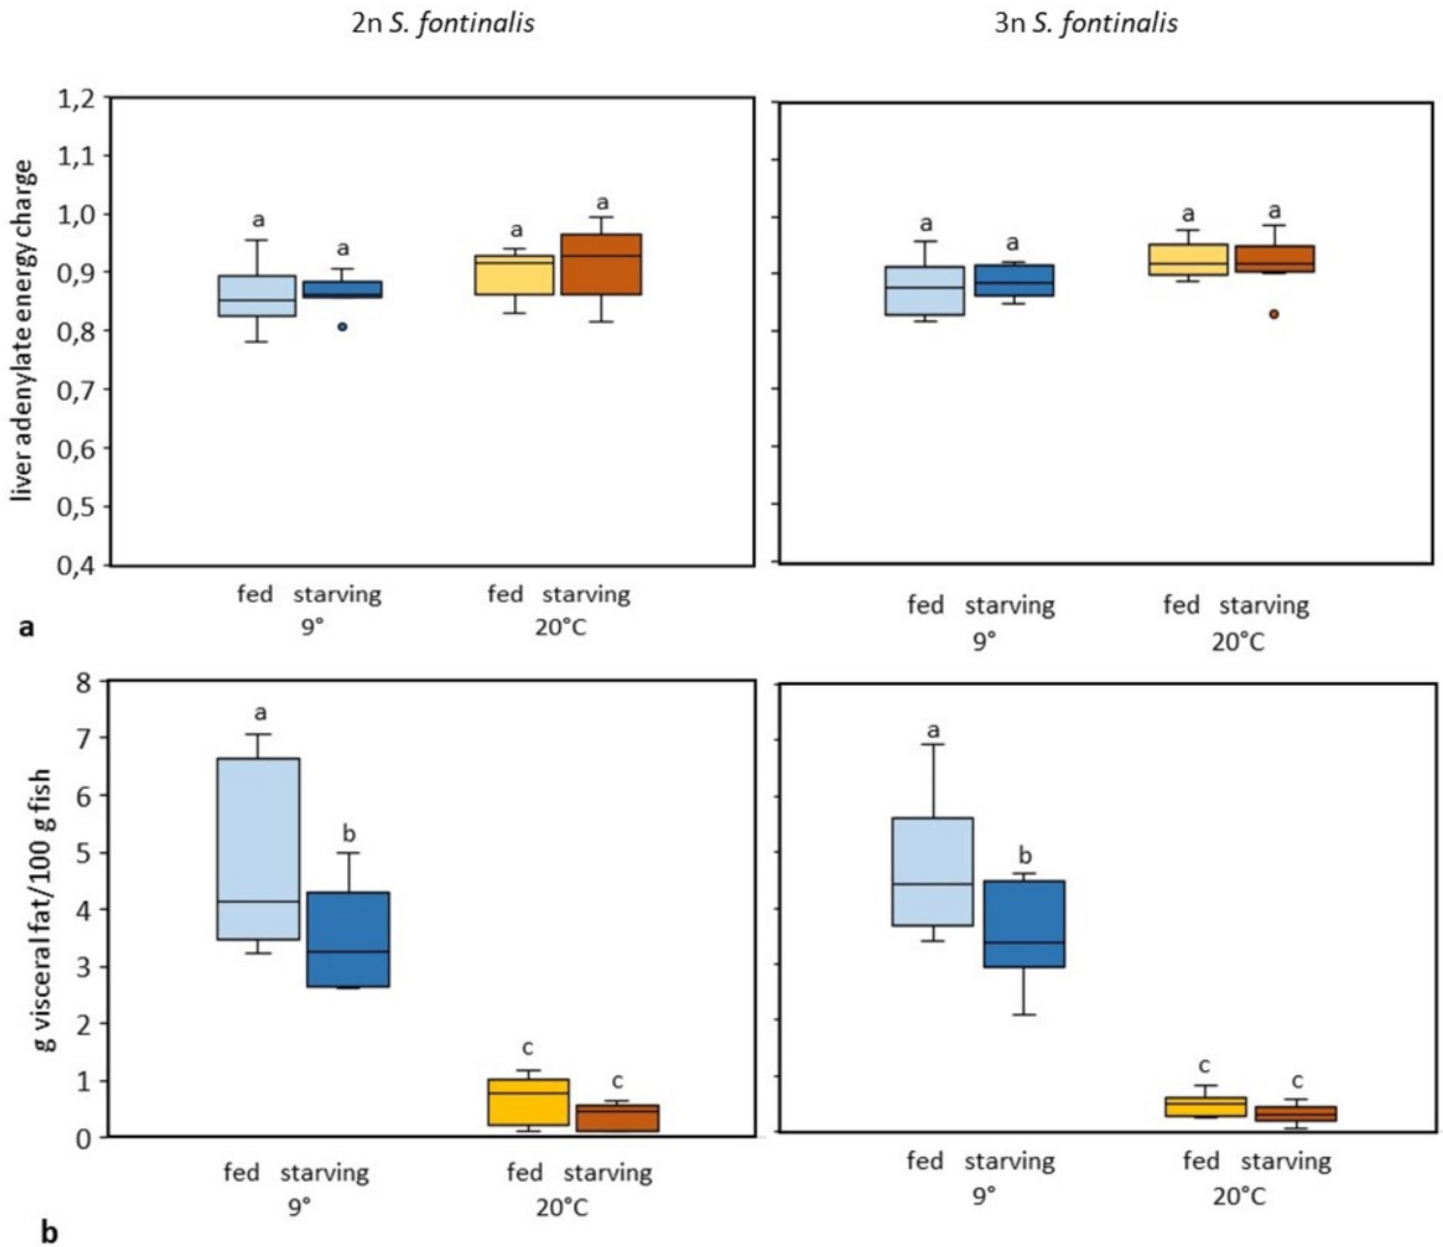 2n S. fontinalis
3n S. fontinalis
liver adenylate energy charge
1,2
1,1
1,0
0,9
0,8
0,7
0,6
0,5
0,4
a
a
a
a
a
a
a
a
fed starving
9°
fed starving
20°C
fed starving
9°
fed starving
20°C
a
g visceral fat/100 g fish
8
7
6
5
4
3
2
1
0
a
b
c
c
a
b
c
c
fed starving
9°
fed starving
20°C
fed starving
9°
fed starving
20°C
b